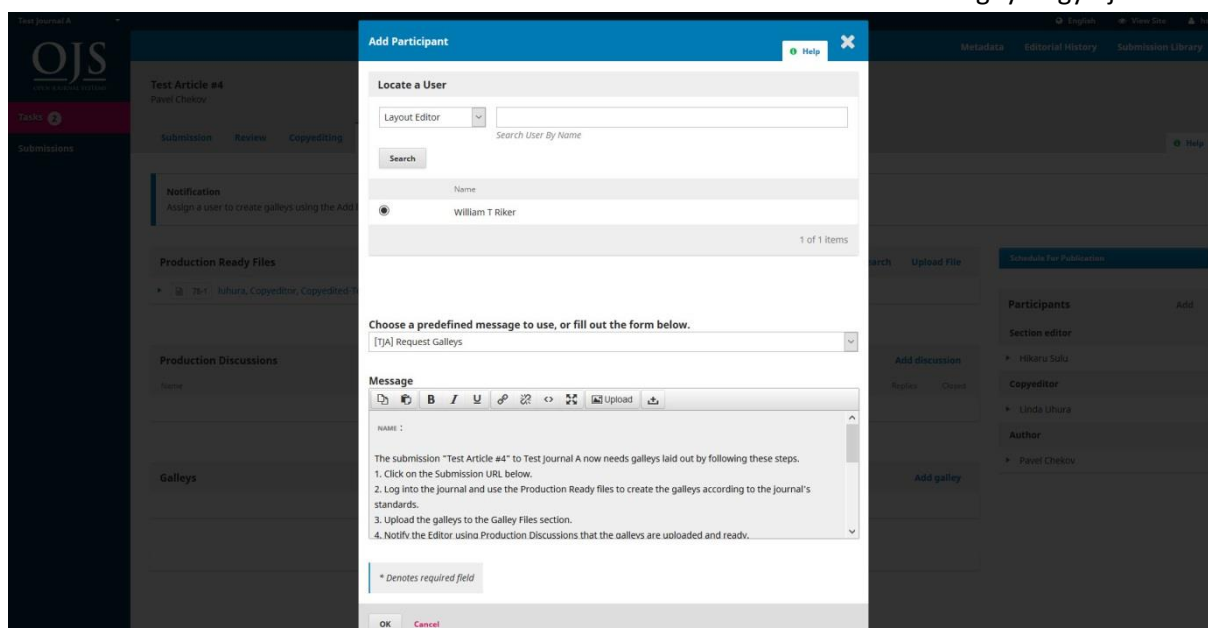 Test Journal A
English View Site
OJS
OPEN JOURNAL SYSTEMS
Metadata Editorial History Submission Library
Test Article #4
Pavel Chekov
Tasks 2
Submissions
Submission Review Copyediting
Help
Notification
Assign a user to create galleys using the Add
Production Ready Files
Upload File
Production Discussions
Add discussion
Name
Replies Closed
Galleys
Add galley
Schedule For Publication
Participants Add
Section editor
Hikaru Sulu
Copyeditor
Linda Uhura
Author
Pavel Chekov
Add Participant
Help
Locate a User
Layout Editor
Search User By Name
Search
Name
William T Riker
1 of 1 items
Choose a predefined message to use, or fill out the form below.
[TJA] Request Galleys
Message
B I U Upload
NAME :
The submission "Test Article #4" to Test Journal A now needs galleys laid out by following these steps.
1. Click on the Submission URL below.
2. Log into the journal and use the Production Ready files to create the galleys according to the journal's
standards.
3. Upload the galleys to the Galley Files section.
4. Notify the Editor using Production Discussions that the galleys are uploaded and ready.
* Denotes required field
OK Cancel